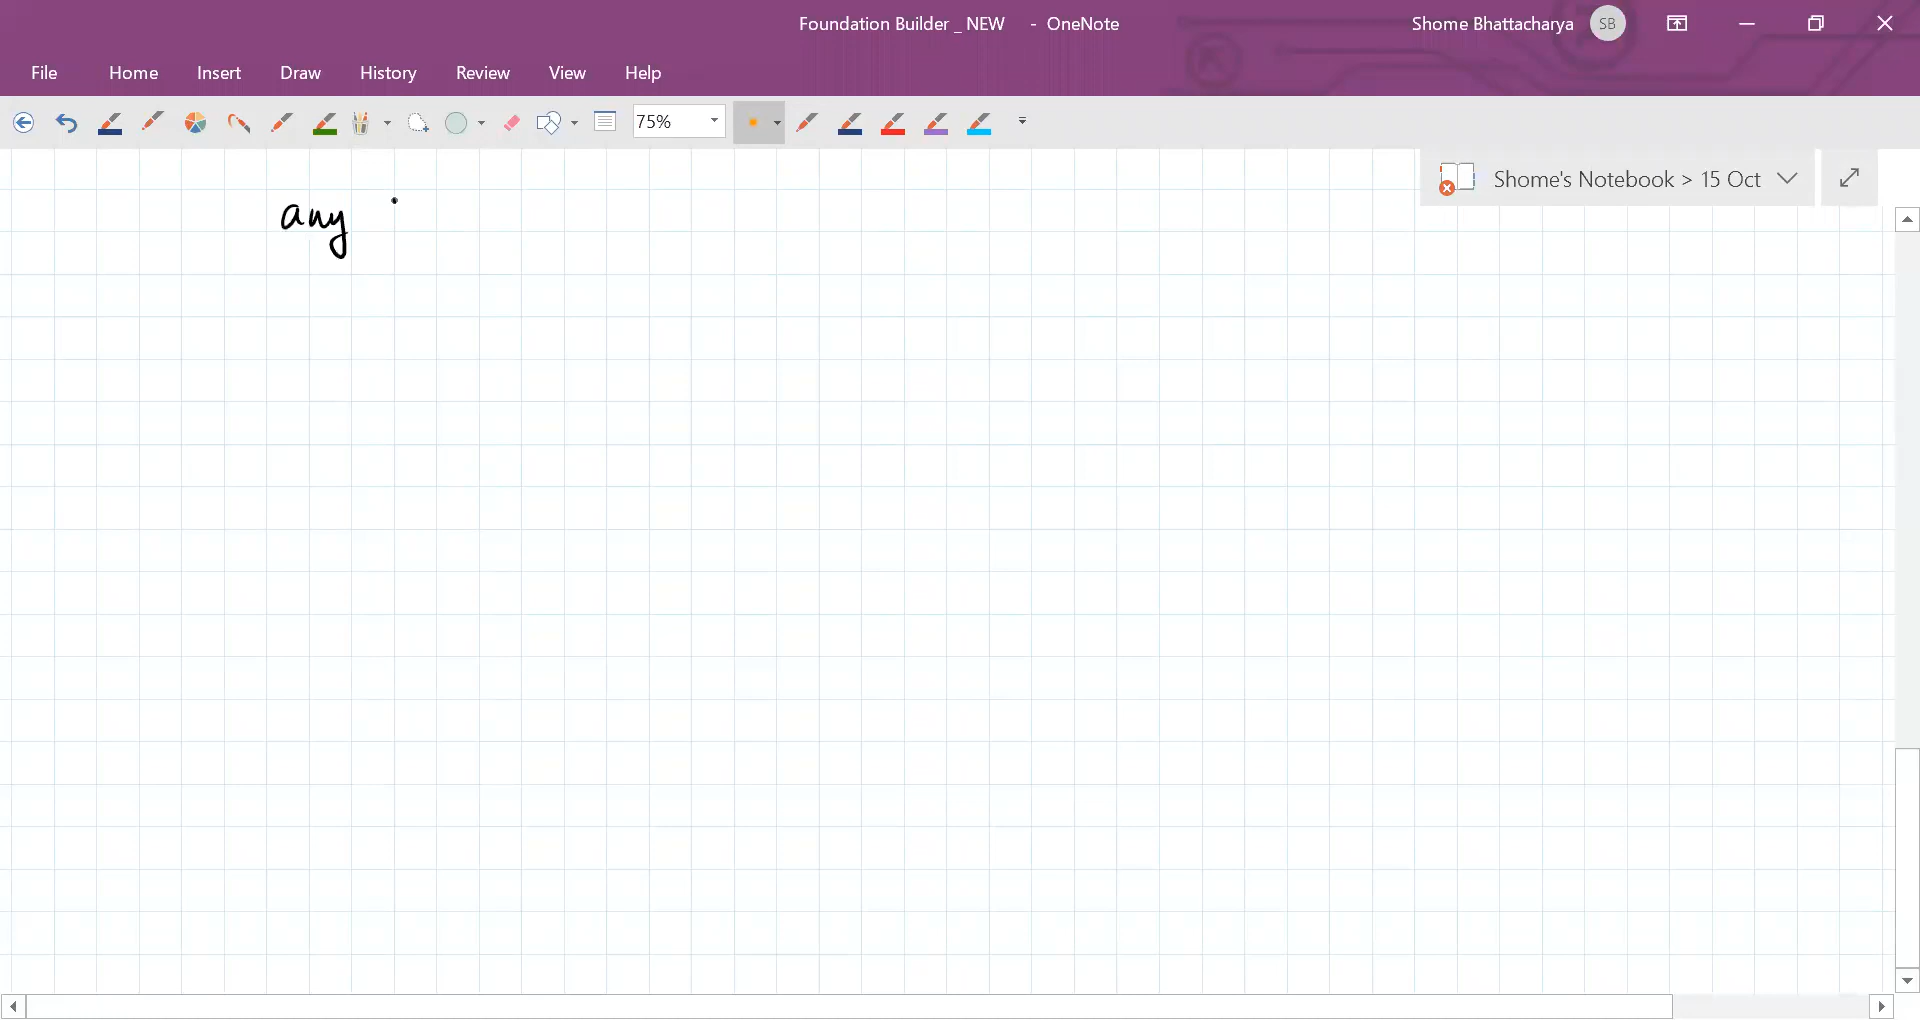 Foundation Builder _ NEW - OneNote
Shome Bhattacharya SB
File Home Insert Draw History Review View Help
75%
Shome's Notebook > 15 Oct
any